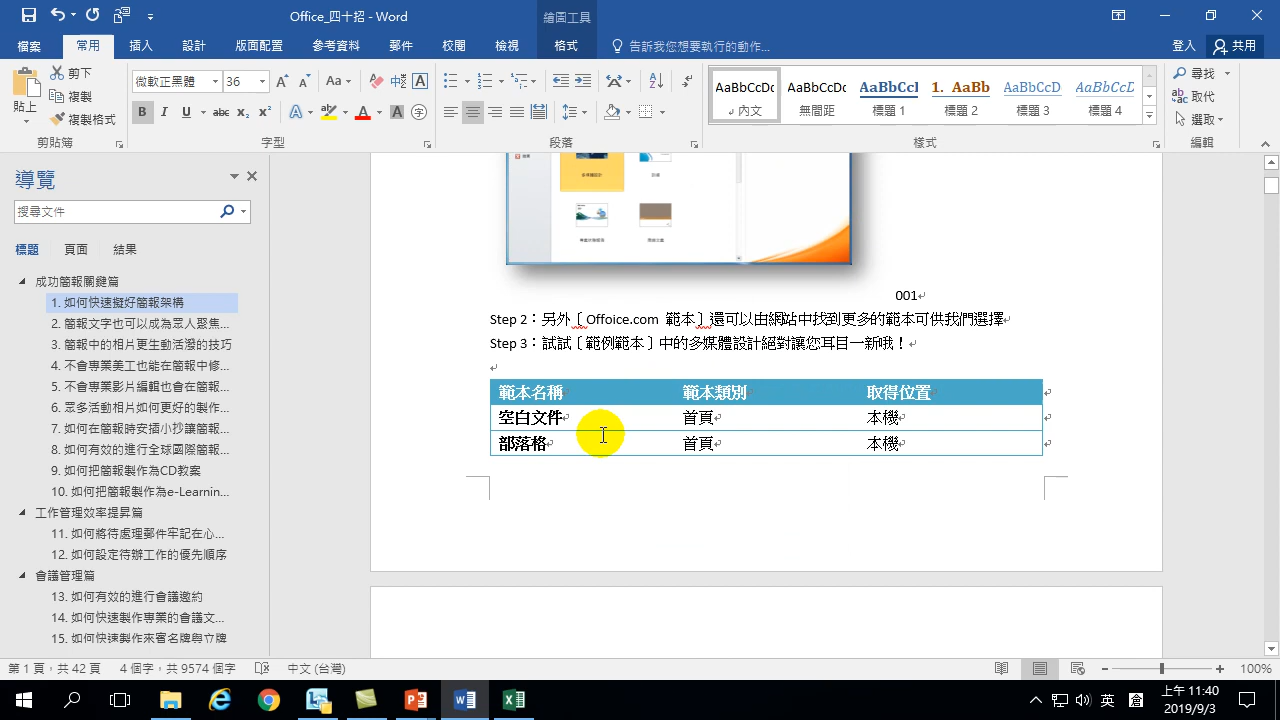 Office_四十招 - Word
繪圖工具
檔案 常用 插入 設計 版面配置 參考資料 郵件 校閱 檢視 格式 告訴我您想要執行的動作... 登入 共用
貼上 剪下 複製 複製格式
微軟正黑體 36
剪貼簿 字型 段落 樣式 編輯
AaBbCcDc AaBbCcDc AaBbCcI 1. AaBb AaBbCcD AaBbCcD
內文 無間距 標題 1 標題 2 標題 3 標題 4
尋找 取代 選取
導覽
搜尋文件
標題 頁面 結果
成功簡報關鍵篇
1. 如何快速擬好簡報架構
2. 簡報文字也可以成為眾人聚焦...
3. 簡報中的相片更生動活潑的技巧
4. 不會專業美工也能在簡報中修...
5. 不會專業影片編輯也會在簡報...
6. 眾多活動相片如何更好的製作...
7. 如何在簡報時安插小抄讓簡報...
8. 如何有效的進行全球國際簡報...
9. 如何把簡報製作為CD教案
10. 如何把簡報製作為e-Learnin...
工作管理效率提昇篇
11. 如何將待處理郵件牢記在心...
12. 如何設定待辦工作的優先順序
會議管理篇
13. 如何有效的進行會議邀約
14. 如何快速製作專業的會議文...
15. 如何快速製作來賓名牌與立牌
001
Step 2：另外〔Offoice.com 範本〕還可以由網站中找到更多的範本可供我們選擇
Step 3：試試〔範例範本〕中的多媒體設計絕對讓您耳目一新哦！
範本名稱 範本類別 取得位置
空白文件 首頁 本機
部落格 首頁 本機
第 1 頁，共 42 頁 4 個字，共 9574 個字 中文 (台灣) 100%
英
上午 11:40
2019/9/3